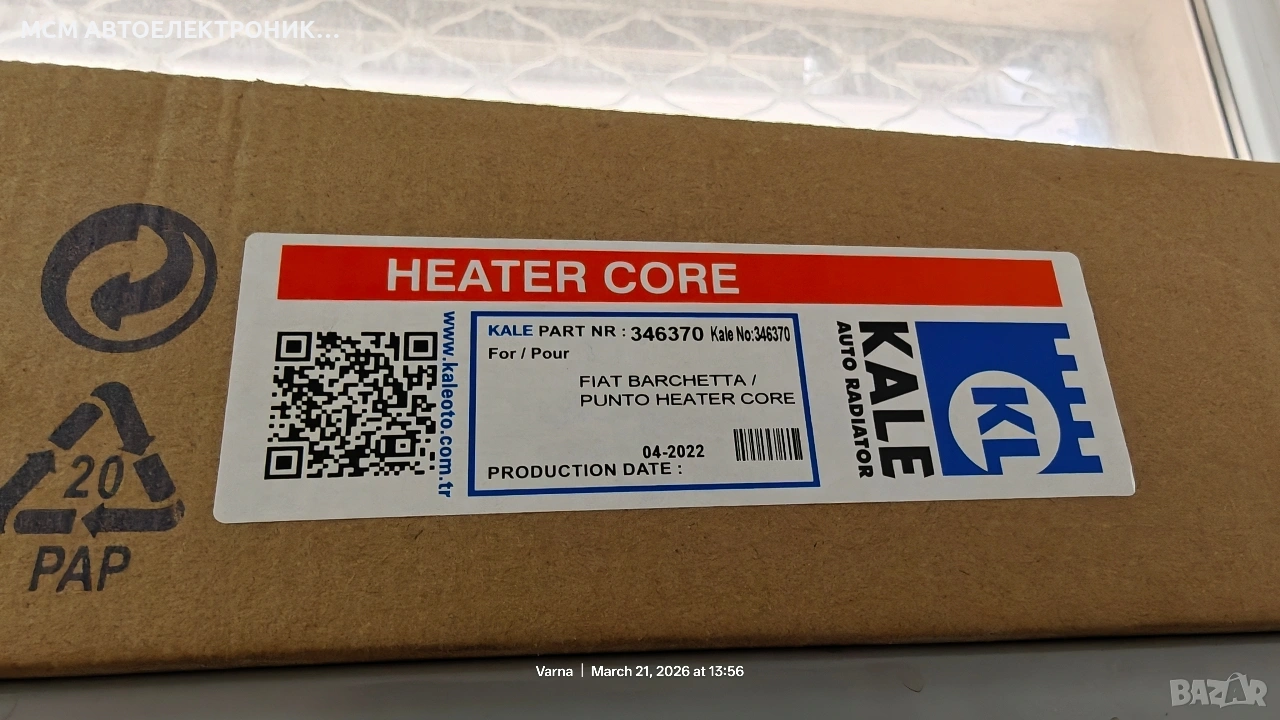 МСМ АВТОЕЛЕКТРОНИК...
HEATER CORE
www.kaleoto.com.tr
KALE PART NR : 346370 Kale No:346370
For / Pour
FIAT BARCHETTA /
PUNTO HEATER CORE
04-2022
PRODUCTION DATE :
KALE
AUTO RADIATOR
KL
20
PAP
Varna | March 21, 2026 at 13:56
BAZAR